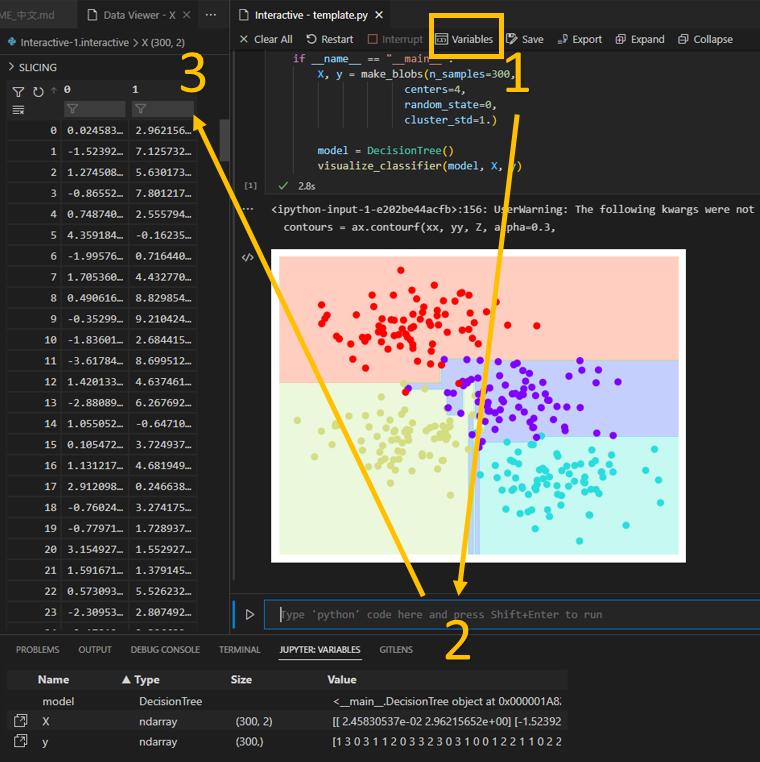 ME_中文.md
Data Viewer - X
Interactive - template.py
Interactive-1.interactive > X (300, 2)
Clear All Restart Interrupt Variables Save Export Expand Collapse
SLICING
0 1
0 0.024583... 2.962156...
1 -1.52392... 7.125732...
2 1.274508... 5.630173...
3 -0.86552... 7.801217...
4 0.748740... 2.555794...
5 4.359184... -0.16235...
6 -1.99576... 0.716440...
7 1.705360... 4.432770...
8 0.490616... 8.829854...
9 -0.35299... 9.210424...
10 -1.83601... 2.684415...
11 -3.61784... 8.699512...
12 1.420133... 4.637461...
13 -2.88089... 6.267692...
14 1.055052... -0.64710...
15 0.105472... 3.724937...
16 1.131217... 4.681949...
17 2.912098... 0.246638...
18 -0.76024... 3.274175...
19 -0.77971... 1.728937...
20 3.154927... 1.552927...
21 1.591671... 1.379145...
22 0.573093... 5.526232...
23 -2.30953... 2.807492...
3
if __name__ == "__main__":
X, y = make_blobs(n_samples=300,
centers=4,
random_state=0,
cluster_std=1.)
1
model = DecisionTree()
visualize_classifier(model, X, y)
[1] 2.8s
<ipython-input-1-e202be44acfb>:156: UserWarning: The following kwargs were not
contours = ax.contourf(xx, yy, Z, alpha=0.3,
Type 'python' code here and press Shift+Enter to run
2
PROBLEMS OUTPUT DEBUG CONSOLE TERMINAL JUPYTER: VARIABLES GITLENS
Name Type Size Value
model DecisionTree <__main__.DecisionTree object at 0x000001A8
X ndarray (300, 2) [[ 2.45830537e-02 2.96215652e+00] [-1.52392
y ndarray (300,) [1 3 0 3 1 1 2 0 3 3 2 3 0 3 1 0 0 1 2 2 1 1 0 2 2